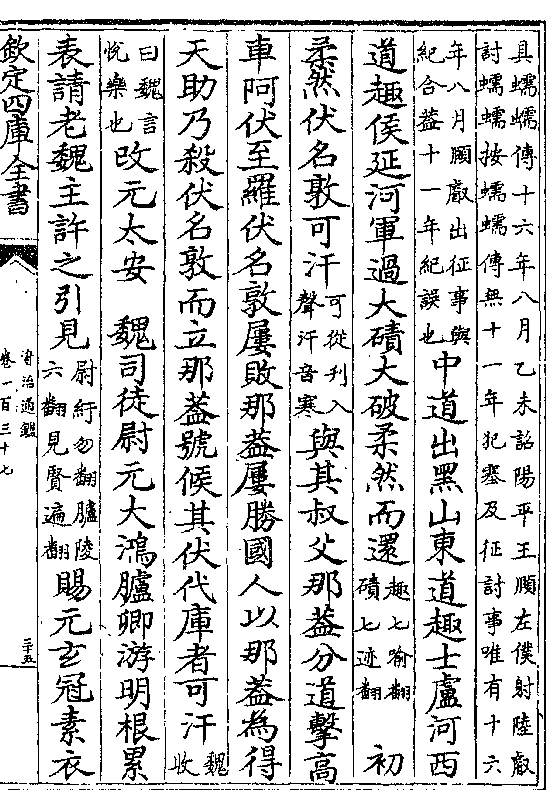 具蠕蠕傳十六年八月乙未詔陽平王頥左僕射陸叡
討蠕蠕按蠕蠕傳無十一年犯塞及征討事唯有十六
年八月頥叡出征事與
紀合葢十一年紀誤也
中道出黑山東道趣士盧河西
道趣侯延河軍過大磧大破柔然而還
趣七喻翻
磧七迹翻
初
柔然伏名敦可汗
可從刋入
聲汗音寒
與其叔父那葢分道擊高
車阿伏至羅伏名敦屢敗那葢屢勝國人以那葢為得
天助乃殺伏名敦而立那葢號候其伏代庫者可汗
魏
收
曰魏言
悅樂也
改元太安　魏司徒尉元大鴻臚卿游明根累
表請老魏主許之引見
尉紆勿翻臚陵
六翻見賢遍翻
賜元玄冠素衣
欽定四庫全書
資治通鑑
卷一百三十七
三十五